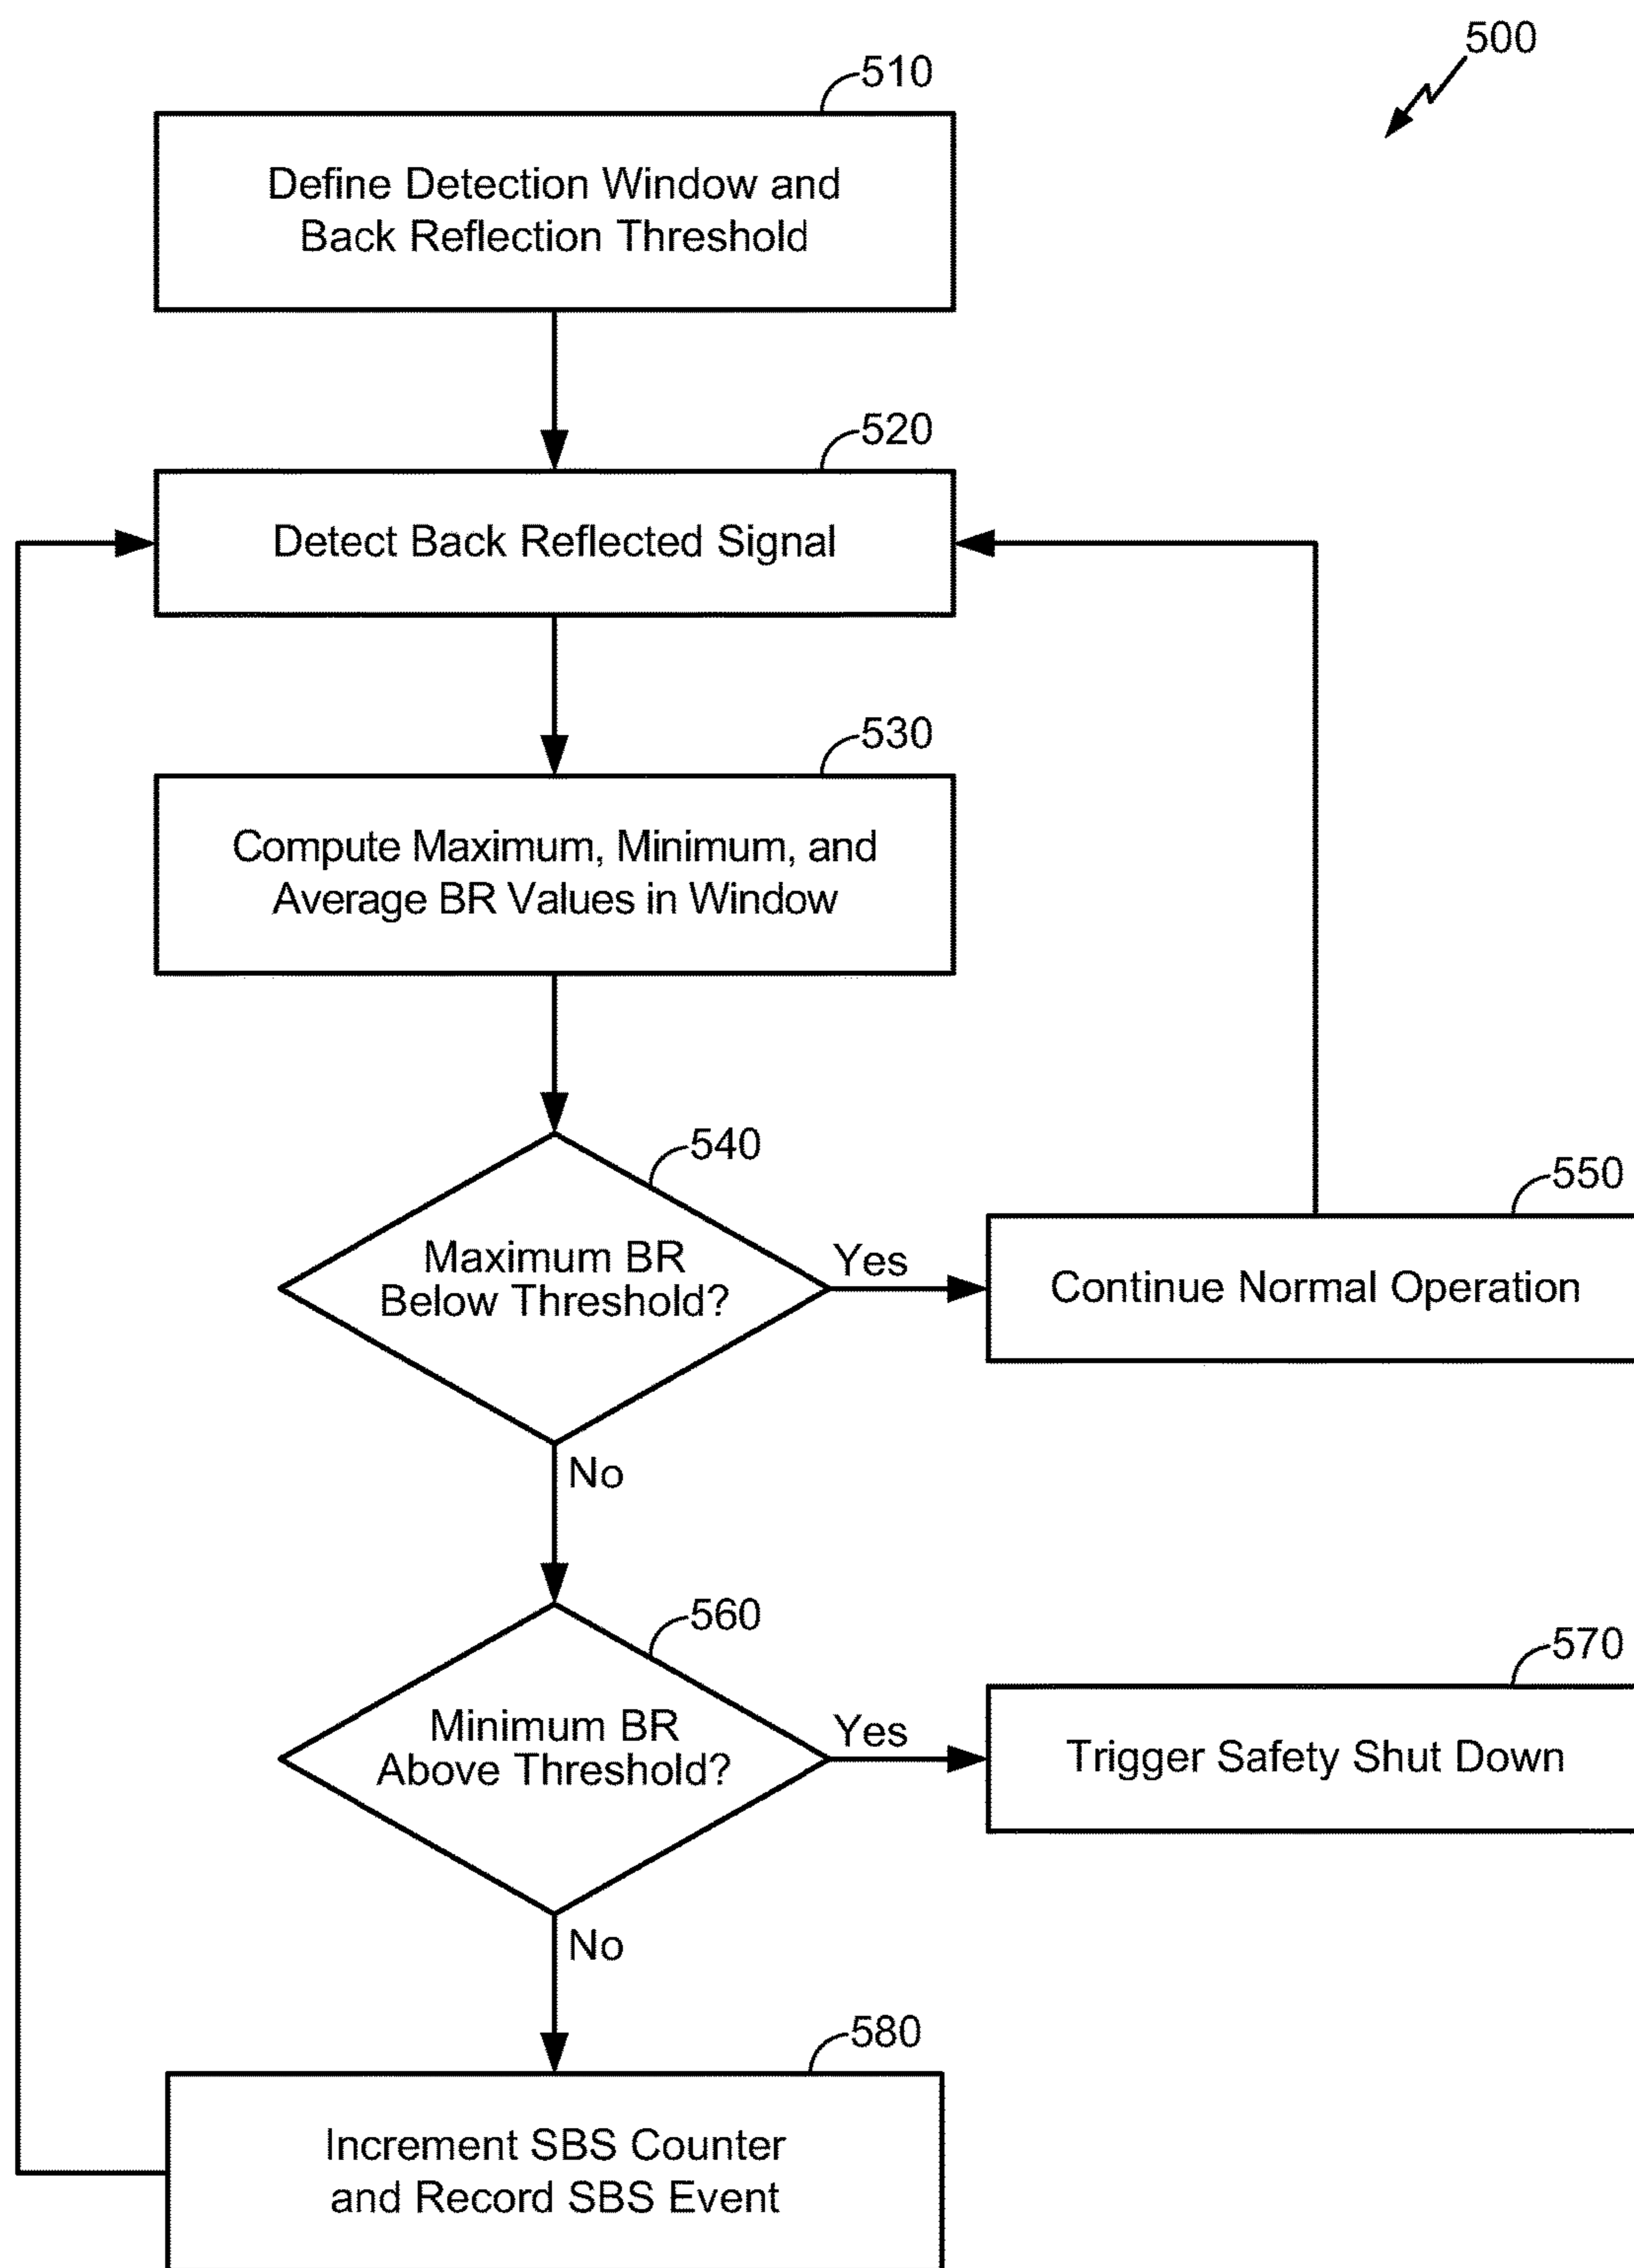 500
510
Define Detection Window and
Back Reflection Threshold
520
Detect Back Reflected Signal
530
Compute Maximum, Minimum, and
Average BR Values in Window
540
Maximum BR
Below Threshold?
Yes
550
Continue Normal Operation
No
560
Minimum BR
Above Threshold?
Yes
570
Trigger Safety Shut Down
No
580
Increment SBS Counter
and Record SBS Event